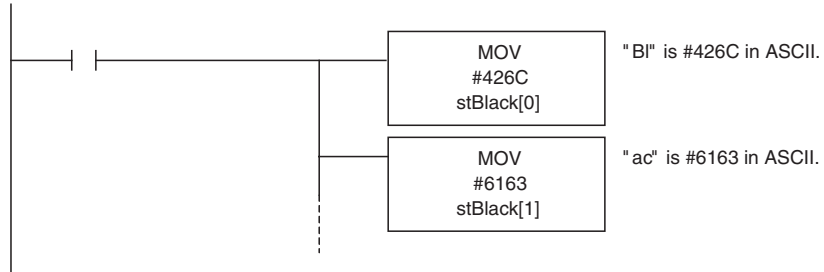 MOV
#426C
stBlack[0]
"Bl" is #426C in ASCII.
MOV
#6163
stBlack[1]
"ac" is #6163 in ASCII.